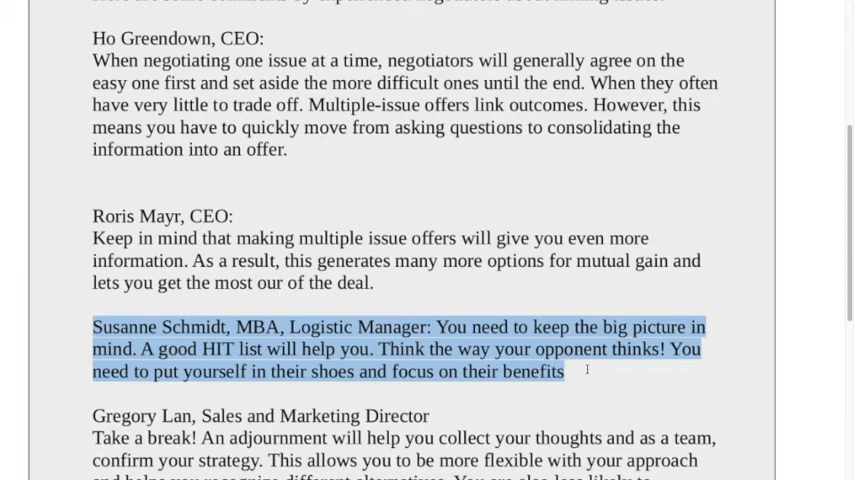 Ho Greendown, CEO:
When negotiating one issue at a time, negotiators will generally agree on the
easy one first and set aside the more difficult ones until the end. When they often
have very little to trade off. Multiple-issue offers link outcomes. However, this
means you have to quickly move from asking questions to consolidating the
information into an offer.
Roris Mayr, CEO:
Keep in mind that making multiple issue offers will give you even more
information. As a result, this generates many more options for mutual gain and
lets you get the most our of the deal.
Susanne Schmidt, MBA, Logistic Manager: You need to keep the big picture in
mind. A good HIT list will help you. Think the way your opponent thinks! You
need to put yourself in their shoes and focus on their benefits
Gregory Lan, Sales and Marketing Director
Take a break! An adjournment will help you collect your thoughts and as a team,
confirm your strategy. This allows you to be more flexible with your approach